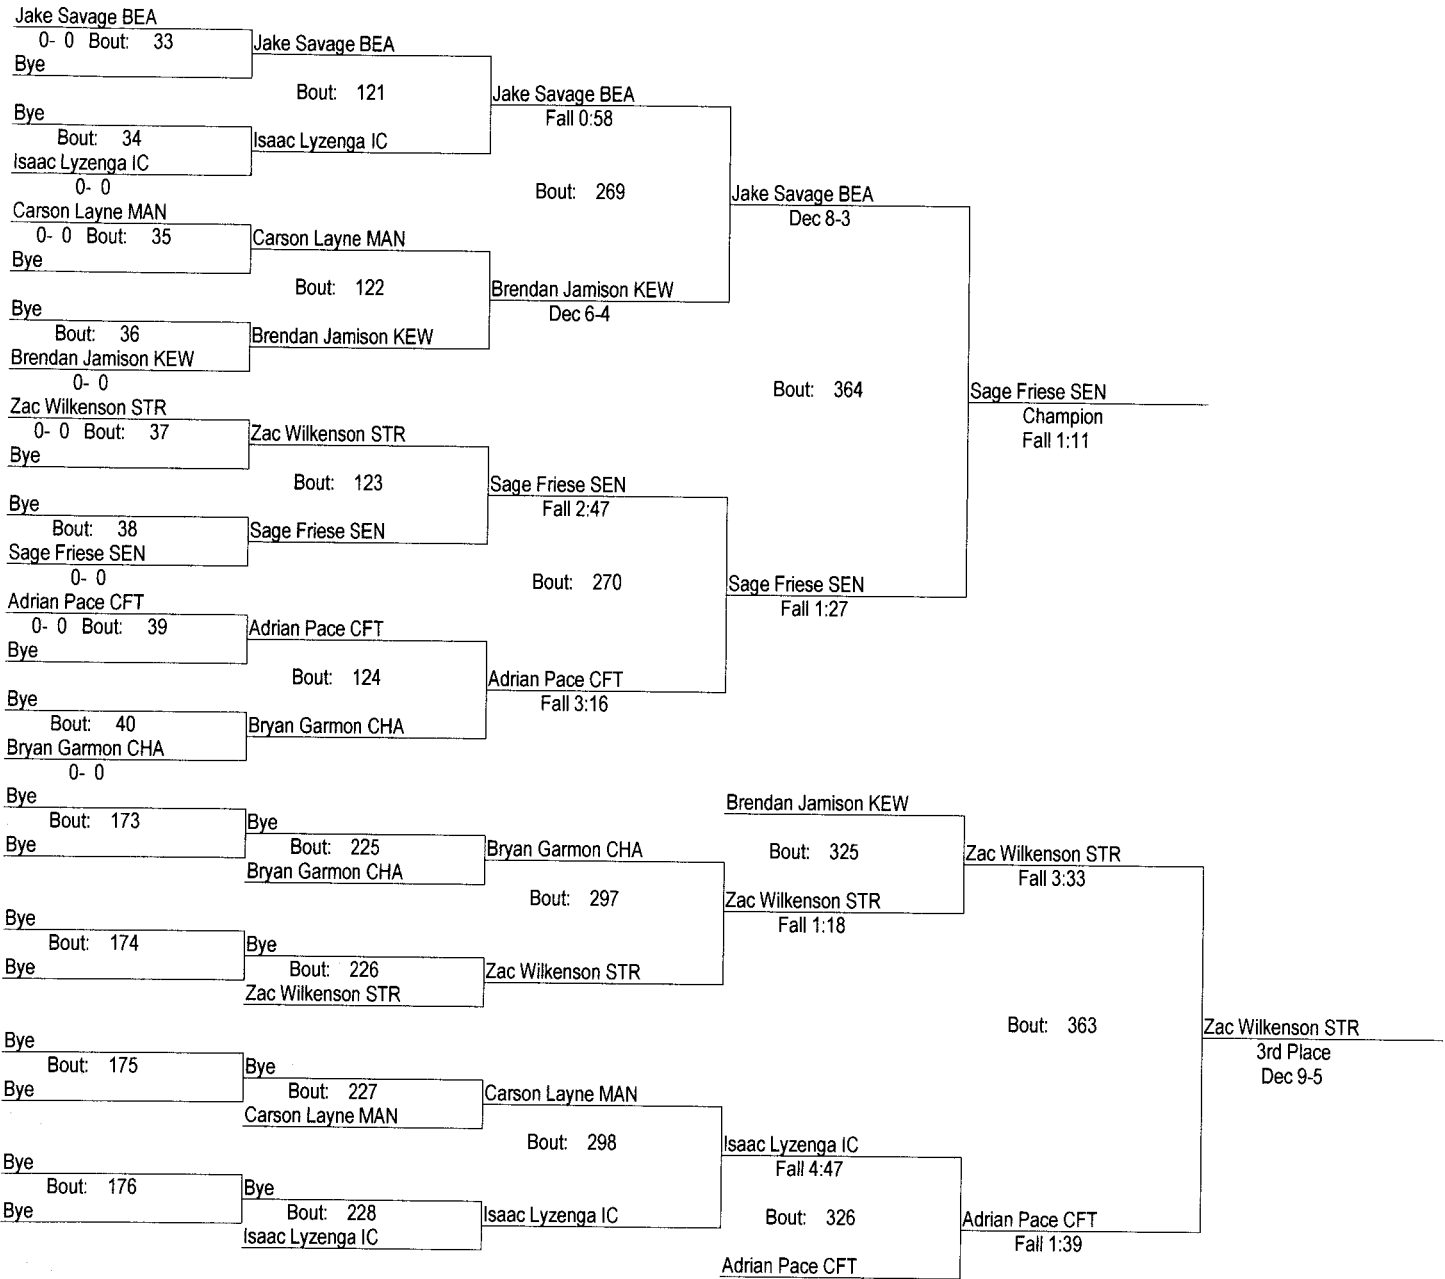 Jake Savage BEA
0- 0 Bout: 33
Bye
Jake Savage BEA
Bout: 121
Bye
Bout: 34
Isaac Lyzenga IC
0- 0
Isaac Lyzenga IC
Jake Savage BEA
Fall 0:58
Bout: 269
Carson Layne MAN
0- 0 Bout: 35
Bye
Carson Layne MAN
Bout: 122
Bye
Bout: 36
Brendan Jamison KEW
0- 0
Brendan Jamison KEW
Brendan Jamison KEW
Dec 6-4
Jake Savage BEA
Dec 8-3
Bout: 364
Zac Wilkenson STR
0- 0 Bout: 37
Bye
Zac Wilkenson STR
Bout: 123
Bye
Bout: 38
Sage Friese SEN
0- 0
Sage Friese SEN
Sage Friese SEN
Fall 2:47
Bout: 270
Adrian Pace CFT
0- 0 Bout: 39
Bye
Adrian Pace CFT
Bout: 124
Bye
Bout: 40
Bryan Garmon CHA
0- 0
Bryan Garmon CHA
Adrian Pace CFT
Fall 3:16
Sage Friese SEN
Fall 1:27
Sage Friese SEN
Champion
Fall 1:11
Bye
Bout: 173
Bye
Bye
Bout: 225
Bryan Garmon CHA
Bryan Garmon CHA
Bout: 297
Bye
Bout: 174
Bye
Bye
Bout: 226
Zac Wilkenson STR
Zac Wilkenson STR
Brendan Jamison KEW
Bout: 325
Zac Wilkenson STR
Fall 1:18
Zac Wilkenson STR
Fall 3:33
Bout: 363
Bye
Bout: 175
Bye
Bye
Bout: 227
Carson Layne MAN
Carson Layne MAN
Bout: 298
Bye
Bout: 176
Bye
Bye
Bout: 228
Isaac Lyzenga IC
Isaac Lyzenga IC
Isaac Lyzenga IC
Fall 4:47
Bout: 326
Adrian Pace CFT
Adrian Pace CFT
Fall 1:39
Zac Wilkenson STR
3rd Place
Dec 9-5